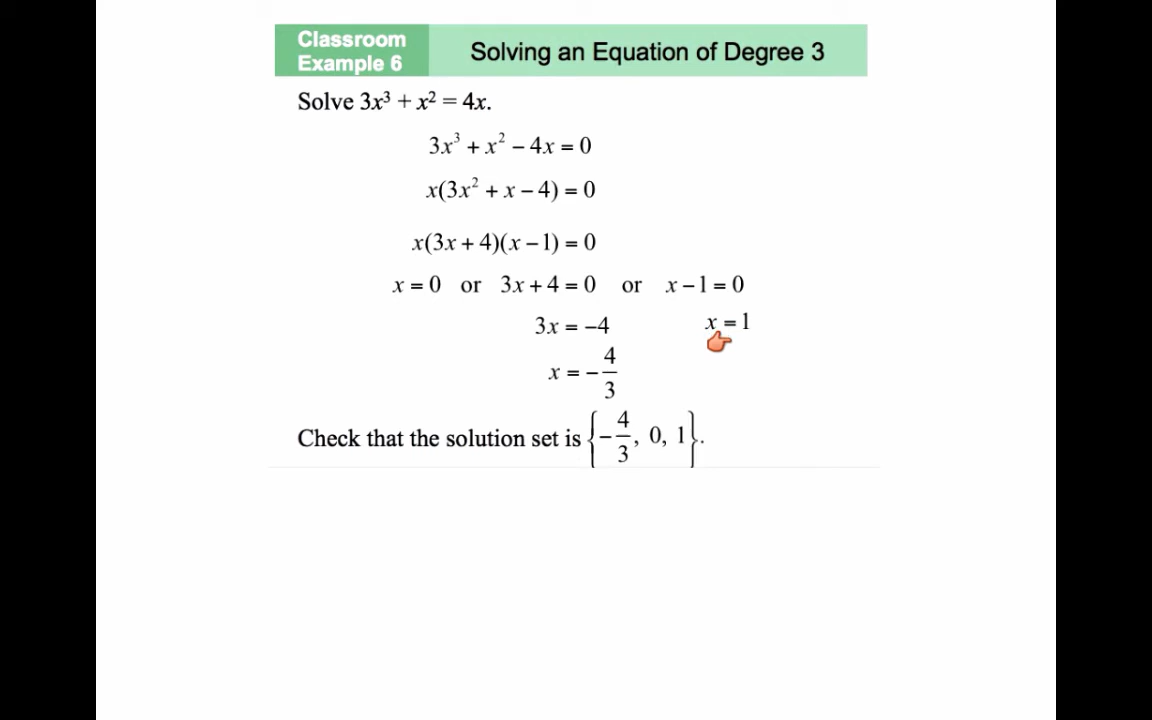 Classroom
Example 6
Solving an Equation of Degree 3
Solve 3x³ + x² = 4x.
3x³ + x² − 4x = 0
x(3x² + x − 4) = 0
x(3x + 4)(x − 1) = 0
x = 0 or 3x + 4 = 0 or x − 1 = 0
3x = −4 x = 1
x = −4/3
Check that the solution set is {−4/3, 0, 1}.